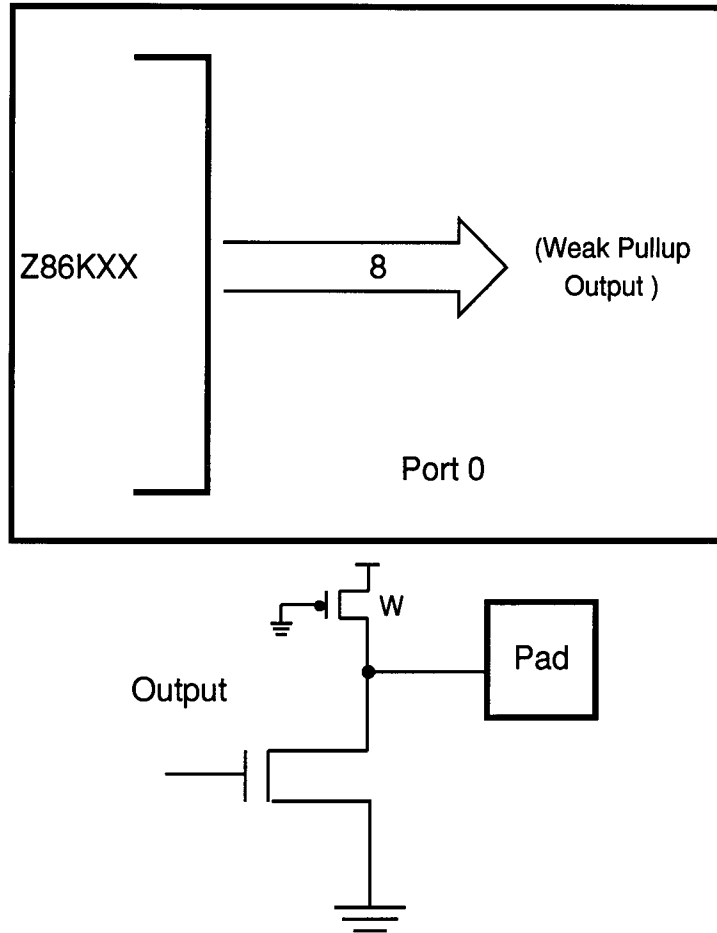 Z86KXX
8
(Weak Pullup
Output )
Port 0
W
Pad
Output